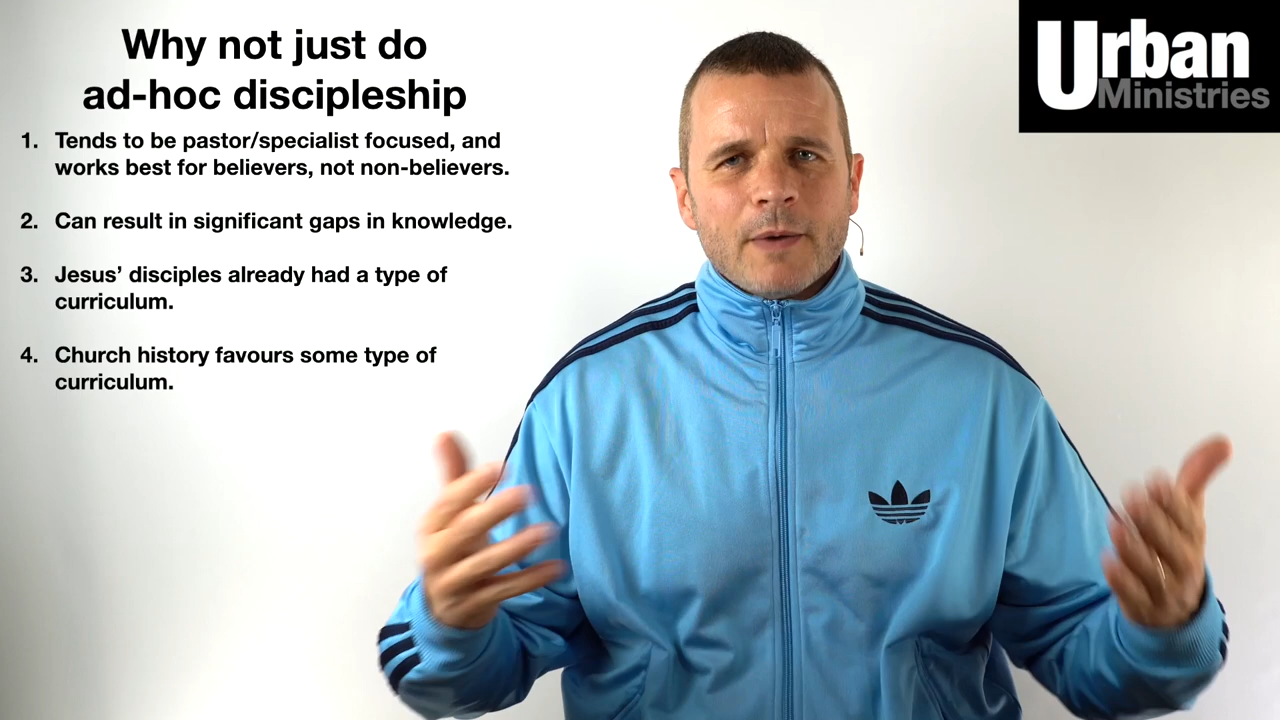 Why not just do
ad-hoc discipleship
1. Tends to be pastor/specialist focused, and
works best for believers, not non-believers.
2. Can result in significant gaps in knowledge.
3. Jesus’ disciples already had a type of
curriculum.
4. Church history favours some type of
curriculum.
Urban
Ministries